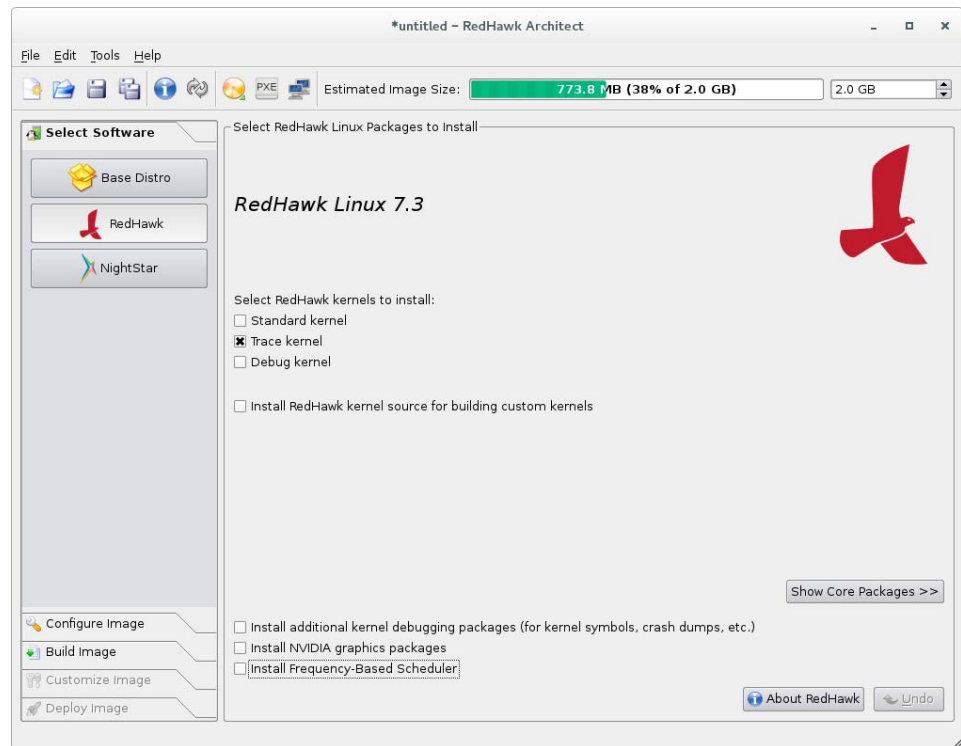 *untitled – RedHawk Architect
File Edit Tools Help
PXE Estimated Image Size: 773.8 MB (38% of 2.0 GB) 2.0 GB
Select Software
Base Distro
RedHawk
NightStar
Configure Image
Build Image
Customize Image
Deploy Image
Select RedHawk Linux Packages to Install
RedHawk Linux 7.3
Select RedHawk kernels to install:
Standard kernel
Trace kernel
Debug kernel
Install RedHawk kernel source for building custom kernels
Show Core Packages >>
Install additional kernel debugging packages (for kernel symbols, crash dumps, etc.)
Install NVIDIA graphics packages
Install Frequency-Based Scheduler
About RedHawk Undo